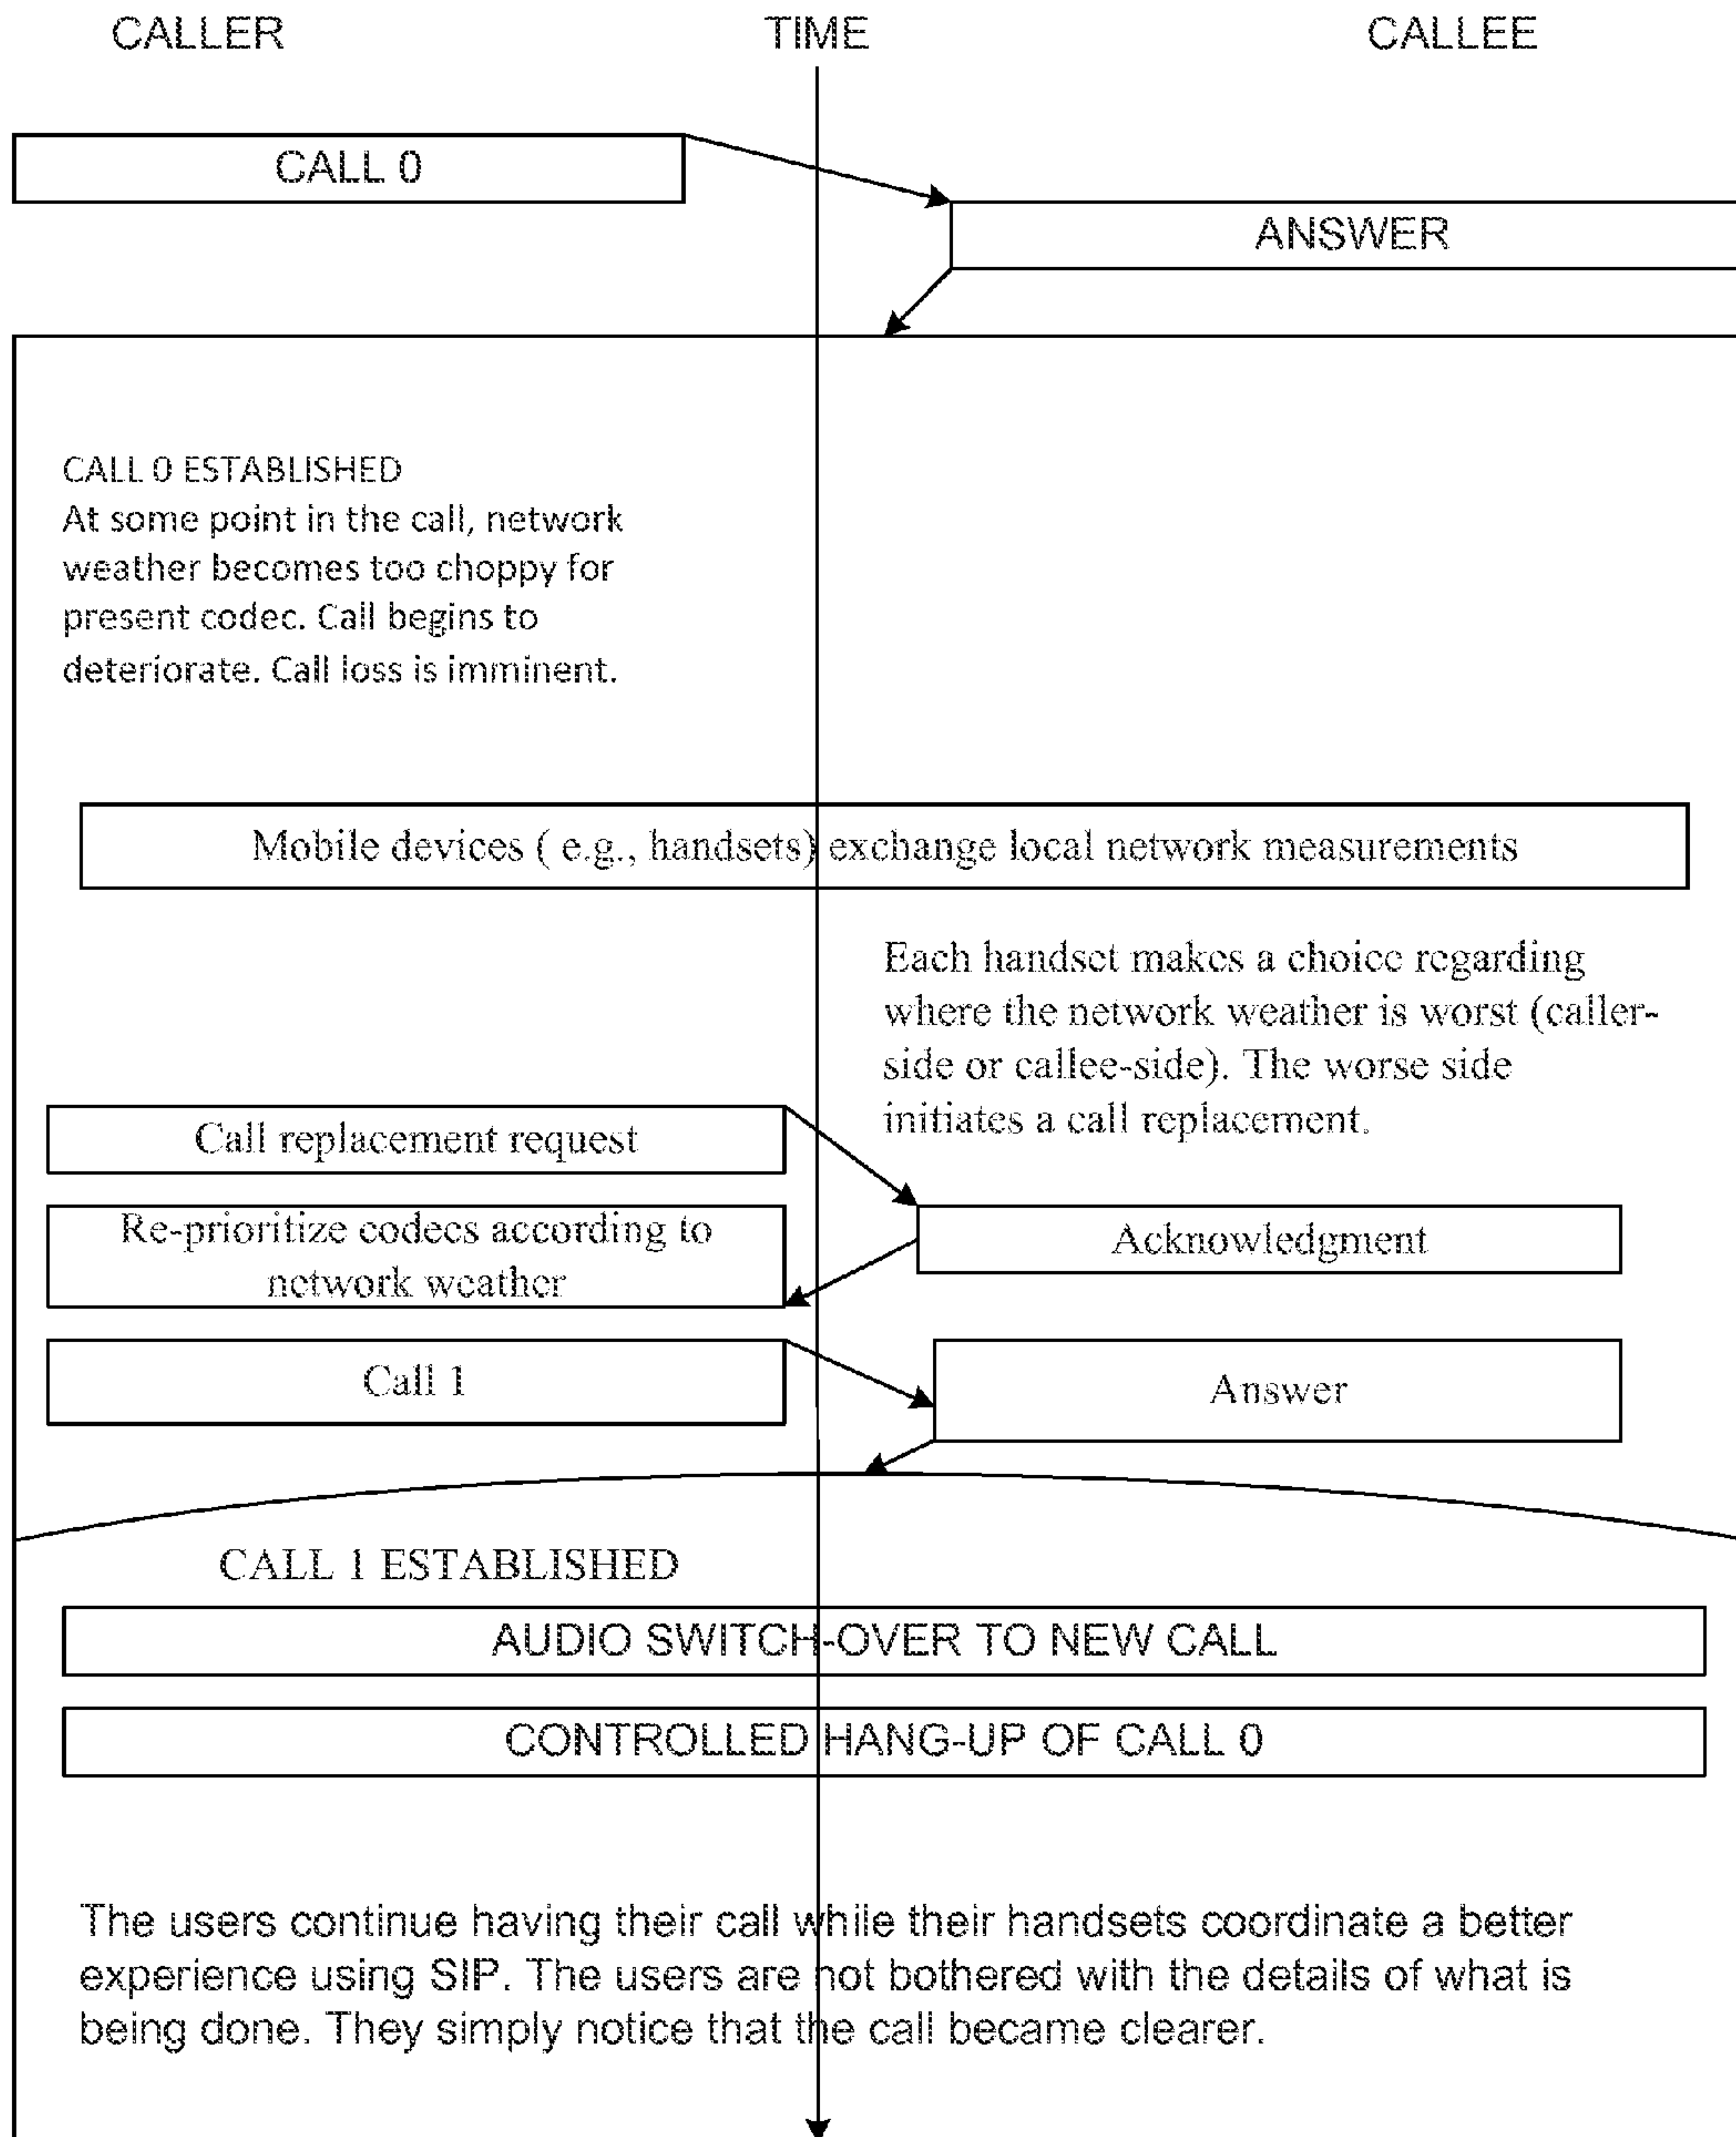 CALLER TIME CALLEE
CALL 0
ANSWER
CALL 0 ESTABLISHED
At some point in the call, network
weather becomes too choppy for
present codec. Call begins to
deteriorate. Call loss is imminent.
Mobile devices ( e.g., handsets) exchange local network measurements
Each handset makes a choice regarding
where the network weather is worst (caller-
side or callee-side). The worse side
initiates a call replacement.
Call replacement request
Re-prioritize codecs according to
network weather
Acknowledgment
Call 1
Answer
CALL 1 ESTABLISHED
AUDIO SWITCH-OVER TO NEW CALL
CONTROLLED HANG-UP OF CALL 0
The users continue having their call while their handsets coordinate a better
experience using SIP. The users are not bothered with the details of what is
being done. They simply notice that the call became clearer.